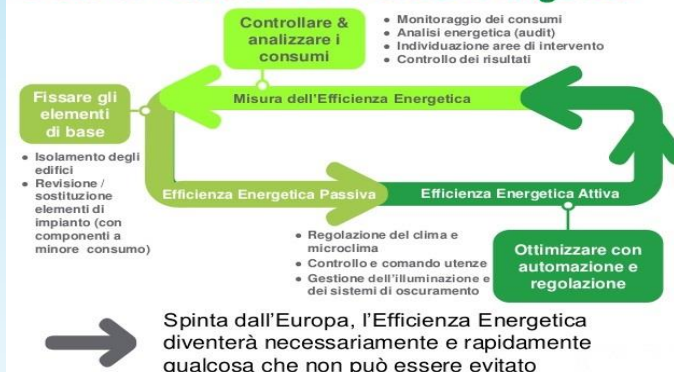 Controllare &
analizzare i
consumi
• Monitoraggio dei consumi
• Analisi energetica (audit)
• Individuazione aree di intervento
• Controllo dei risultati
Misura dell'Efficienza Energetica
Fissare gli
elementi
di base
• Isolamento degli
edifici
• Revisione /
sostituzione
elementi di
impianto (con
componenti a
minore consumo)
Efficienza Energetica Passiva
Efficienza Energetica Attiva
• Regolazione del clima e
microclima
• Controllo e comando utenze
• Gestione dell'illuminazione e
dei sistemi di oscuramento
Ottimizzare con
automazione e
regolazione
Spinta dall'Europa, l'Efficienza Energetica
diventerà necessariamente e rapidamente
qualcosa che non può essere evitato